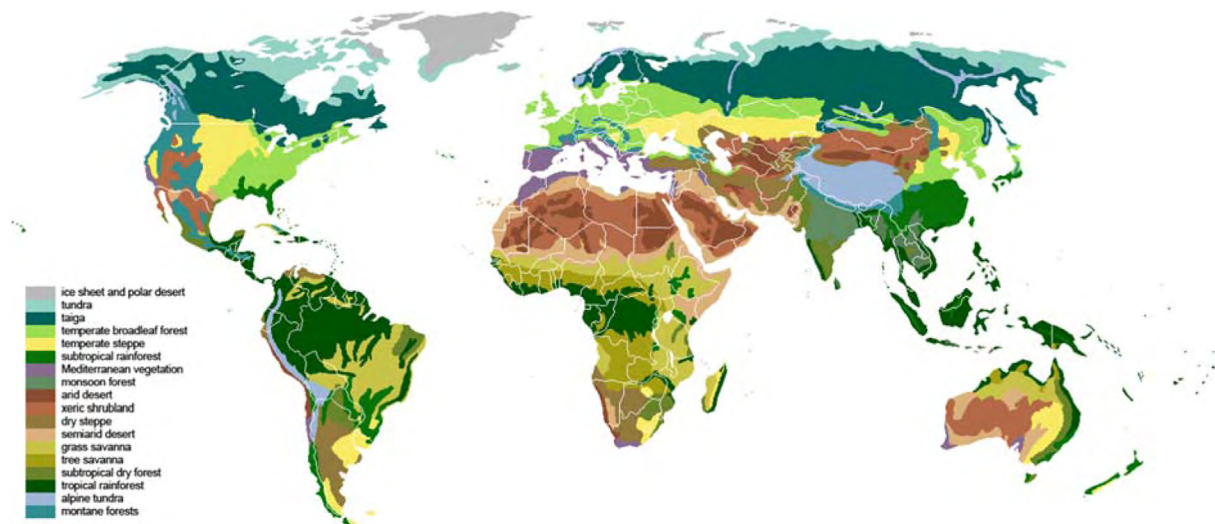 ice sheet and polar desert
tundra
taiga
temperate broadleaf forest
temperate steppe
subtropical rainforest
Mediterranean vegetation
monsoon forest
arid desert
xeric shrubland
dry steppe
semiarid desert
grass savanna
tree savanna
subtropical dry forest
tropical rainforest
alpine tundra
montane forests